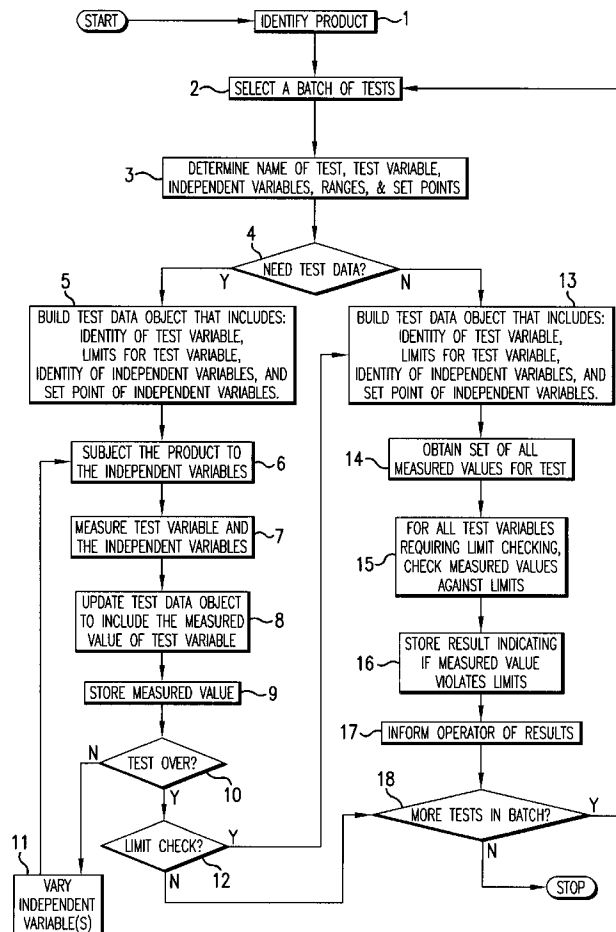 START
IDENTIFY PRODUCT
1
2
SELECT A BATCH OF TESTS
3
DETERMINE NAME OF TEST, TEST VARIABLE,
INDEPENDENT VARIABLES, RANGES, & SET POINTS
4
NEED TEST DATA?
Y
N
5
BUILD TEST DATA OBJECT THAT INCLUDES:
IDENTITY OF TEST VARIABLE,
LIMITS FOR TEST VARIABLE,
IDENTITY OF INDEPENDENT VARIABLES, AND
SET POINT OF INDEPENDENT VARIABLES.
13
BUILD TEST DATA OBJECT THAT INCLUDES:
IDENTITY OF TEST VARIABLE,
LIMITS FOR TEST VARIABLE,
IDENTITY OF INDEPENDENT VARIABLES, AND
SET POINT OF INDEPENDENT VARIABLES.
SUBJECT THE PRODUCT TO
THE INDEPENDENT VARIABLES
6
14
OBTAIN SET OF ALL
MEASURED VALUES FOR TEST
MEASURE TEST VARIABLE AND
THE INDEPENDENT VARIABLES
7
15
FOR ALL TEST VARIABLES
REQUIRING LIMIT CHECKING,
CHECK MEASURED VALUES
AGAINST LIMITS
UPDATE TEST DATA OBJECT
TO INCLUDE THE MEASURED
VALUE OF TEST VARIABLE
8
16
STORE RESULT INDICATING
IF MEASURED VALUE
VIOLATES LIMITS
STORE MEASURED VALUE
9
17
INFORM OPERATOR OF RESULTS
N
TEST OVER?
10
Y
18
MORE TESTS IN BATCH?
Y
N
LIMIT CHECK?
Y
12
N
11
VARY
INDEPENDENT
VARIABLE(S)
STOP